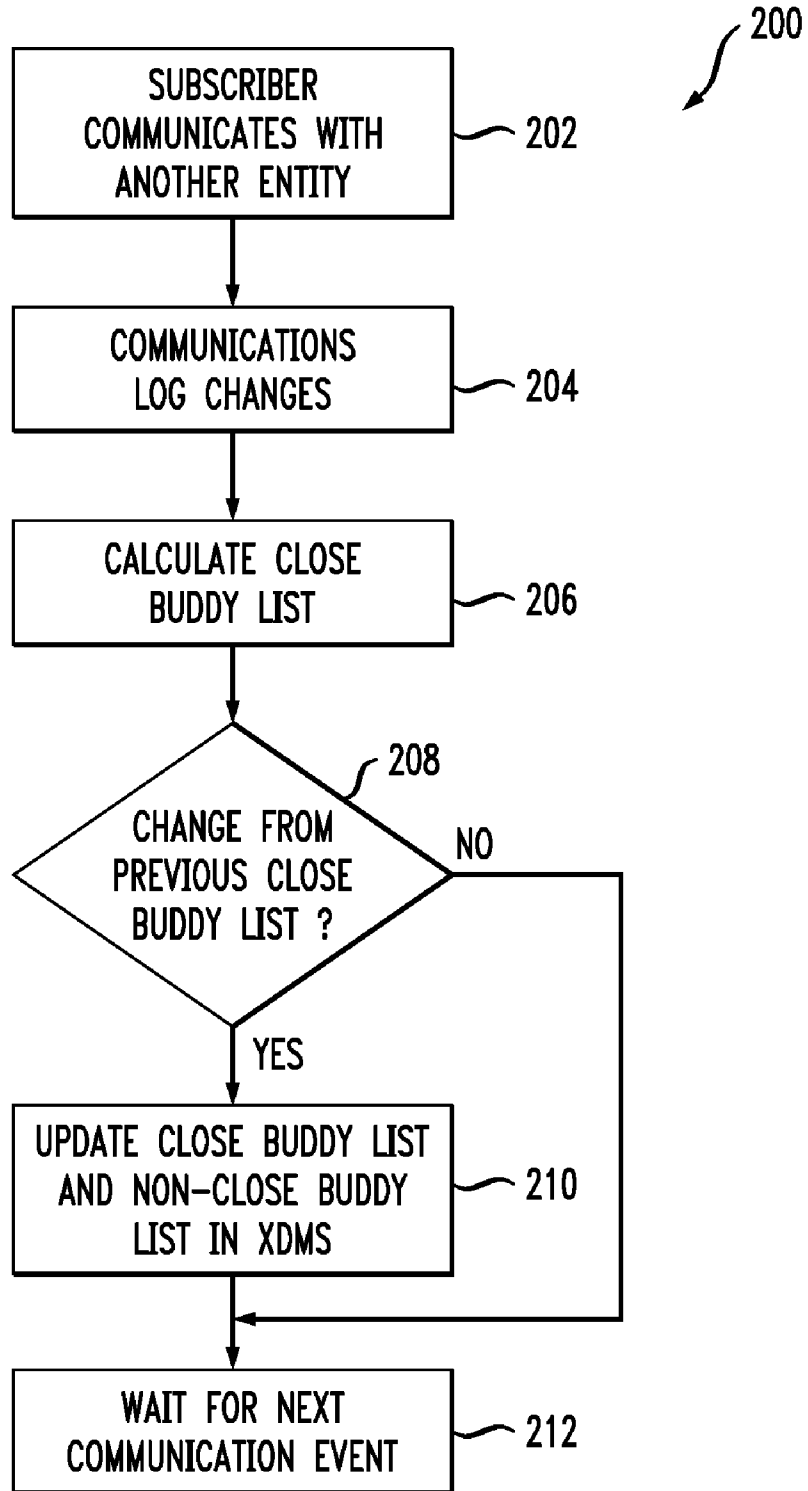 200
SUBSCRIBER
COMMUNICATES WITH
ANOTHER ENTITY
202
COMMUNICATIONS
LOG CHANGES
204
CALCULATE CLOSE
BUDDY LIST
206
208
CHANGE FROM
PREVIOUS CLOSE
BUDDY LIST ?
NO
YES
UPDATE CLOSE BUDDY LIST
AND NON-CLOSE BUDDY
LIST IN XDMS
210
WAIT FOR NEXT
COMMUNICATION EVENT
212